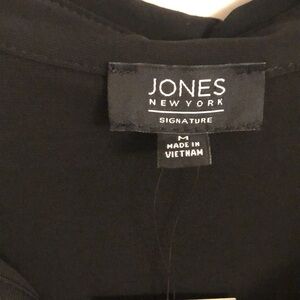 JONES
NEW YORK
SIGNATURE
M
MADE IN
VIETNAM